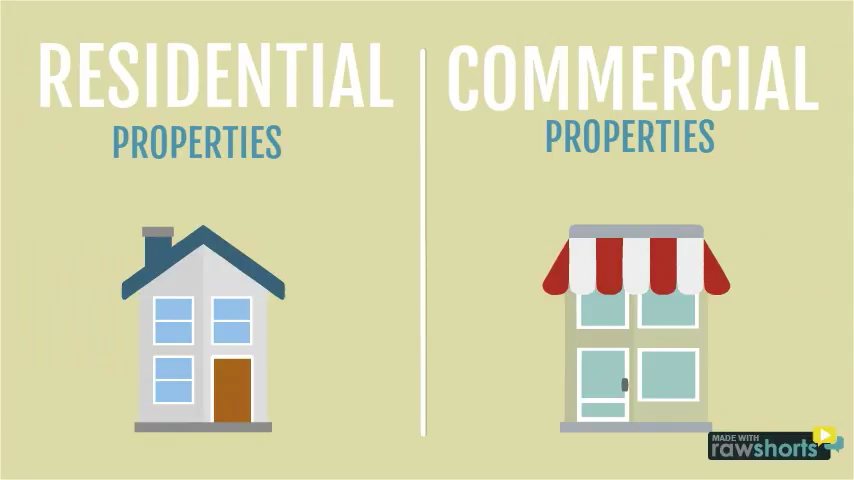 RESIDENTIAL
PROPERTIES
COMMERCIAL
PROPERTIES
MADE WITH
rawshorts